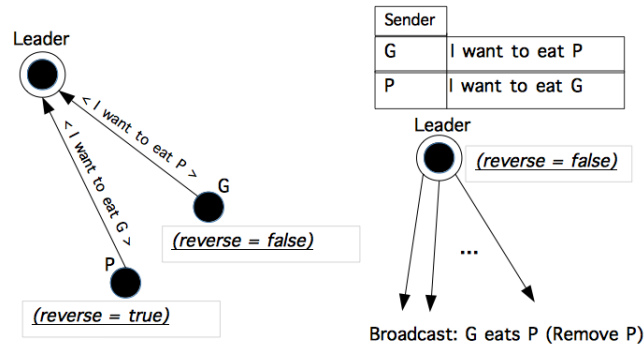 Leader
< I want to eat P >
< I want to eat G >
G
(reverse = false)
P
(reverse = true)
Sender
G I want to eat P
P I want to eat G
Leader
(reverse = false)
...
Broadcast: G eats P (Remove P)